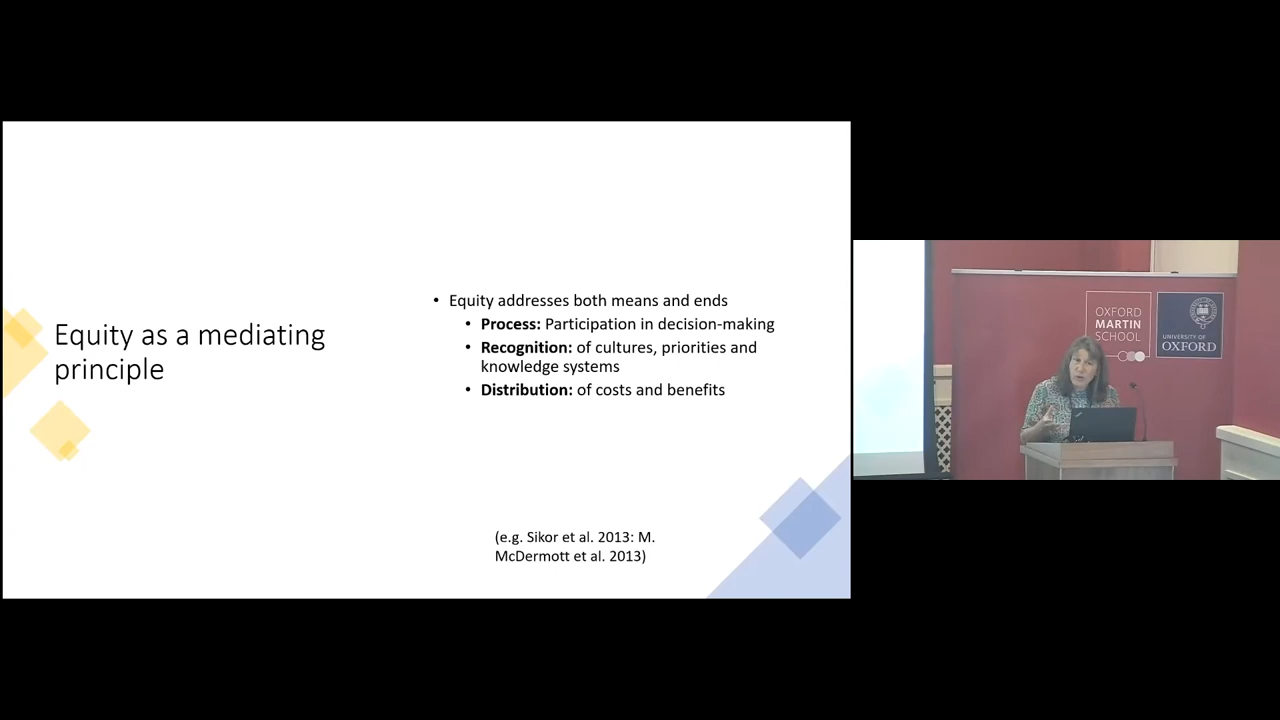 Equity as a mediating
principle
• Equity addresses both means and ends
• Process: Participation in decision-making
• Recognition: of cultures, priorities and
knowledge systems
• Distribution: of costs and benefits
(e.g. Sikor et al. 2013: M.
McDermott et al. 2013)
OXFORD
MARTIN
SCHOOL
UNIVERSITY OF
OXFORD